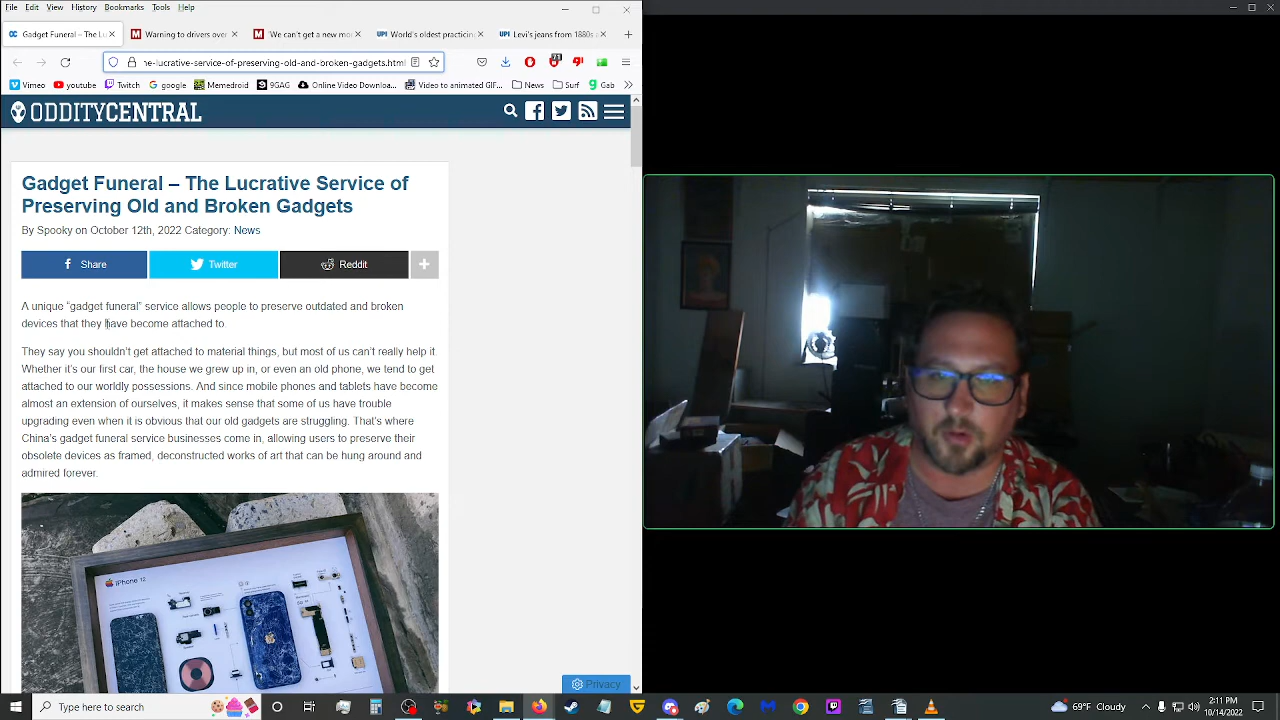 File Edit View History Bookmarks Tools Help
Gadget Funeral – The Lu
Warning to drivers over
'We can't get a new mo
UPI World's oldest practicing
UPI Levi's jeans from 1880s a
ne-lucrative-service-of-preserving-old-and-broken-gadgets.html
Vimeo youtube Twitch google Memedroid 9GAG Online Video Downloa... Video to animated GIF... News Surf Gab
ODDITYCENTRAL
Gadget Funeral – The Lucrative Service of
Preserving Old and Broken Gadgets
By Spooky on October 12th, 2022 Category: News
Share Twitter Reddit
A unique “gadget funeral” service allows people to preserve outdated and broken
devices that they have become attached to.
They say you shouldn't get attached to material things, but most of us can't really help it.
Whether it's our first car, the house we grew up in, or even an old phone, we tend to get
attached to our worldly possessions. And since mobile phones and tablets have become
almost an extension of ourselves, it makes sense that some of us have trouble
upgrading even when it is obvious that our old gadgets are struggling. That's where
China's gadget funeral service businesses come in, allowing users to preserve their
obsolete devices as framed, deconstructed works of art that can be hung around and
admired forever.
iPhone 12
Privacy
Type here to search
69°F Cloudy
2:11 PM
10/14/2022